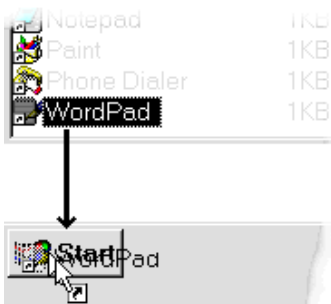 Notepad 1KB
Paint 1KB
Phone Dialer 1KB
WordPad 1KB
Start
WordPad